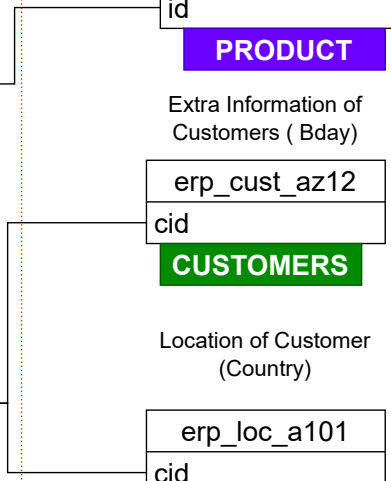 id
PRODUCT
Extra Information of
Customers ( Bday)
erp_cust_az12
cid
CUSTOMERS
Location of Customer
(Country)
erp_loc_a101
cid